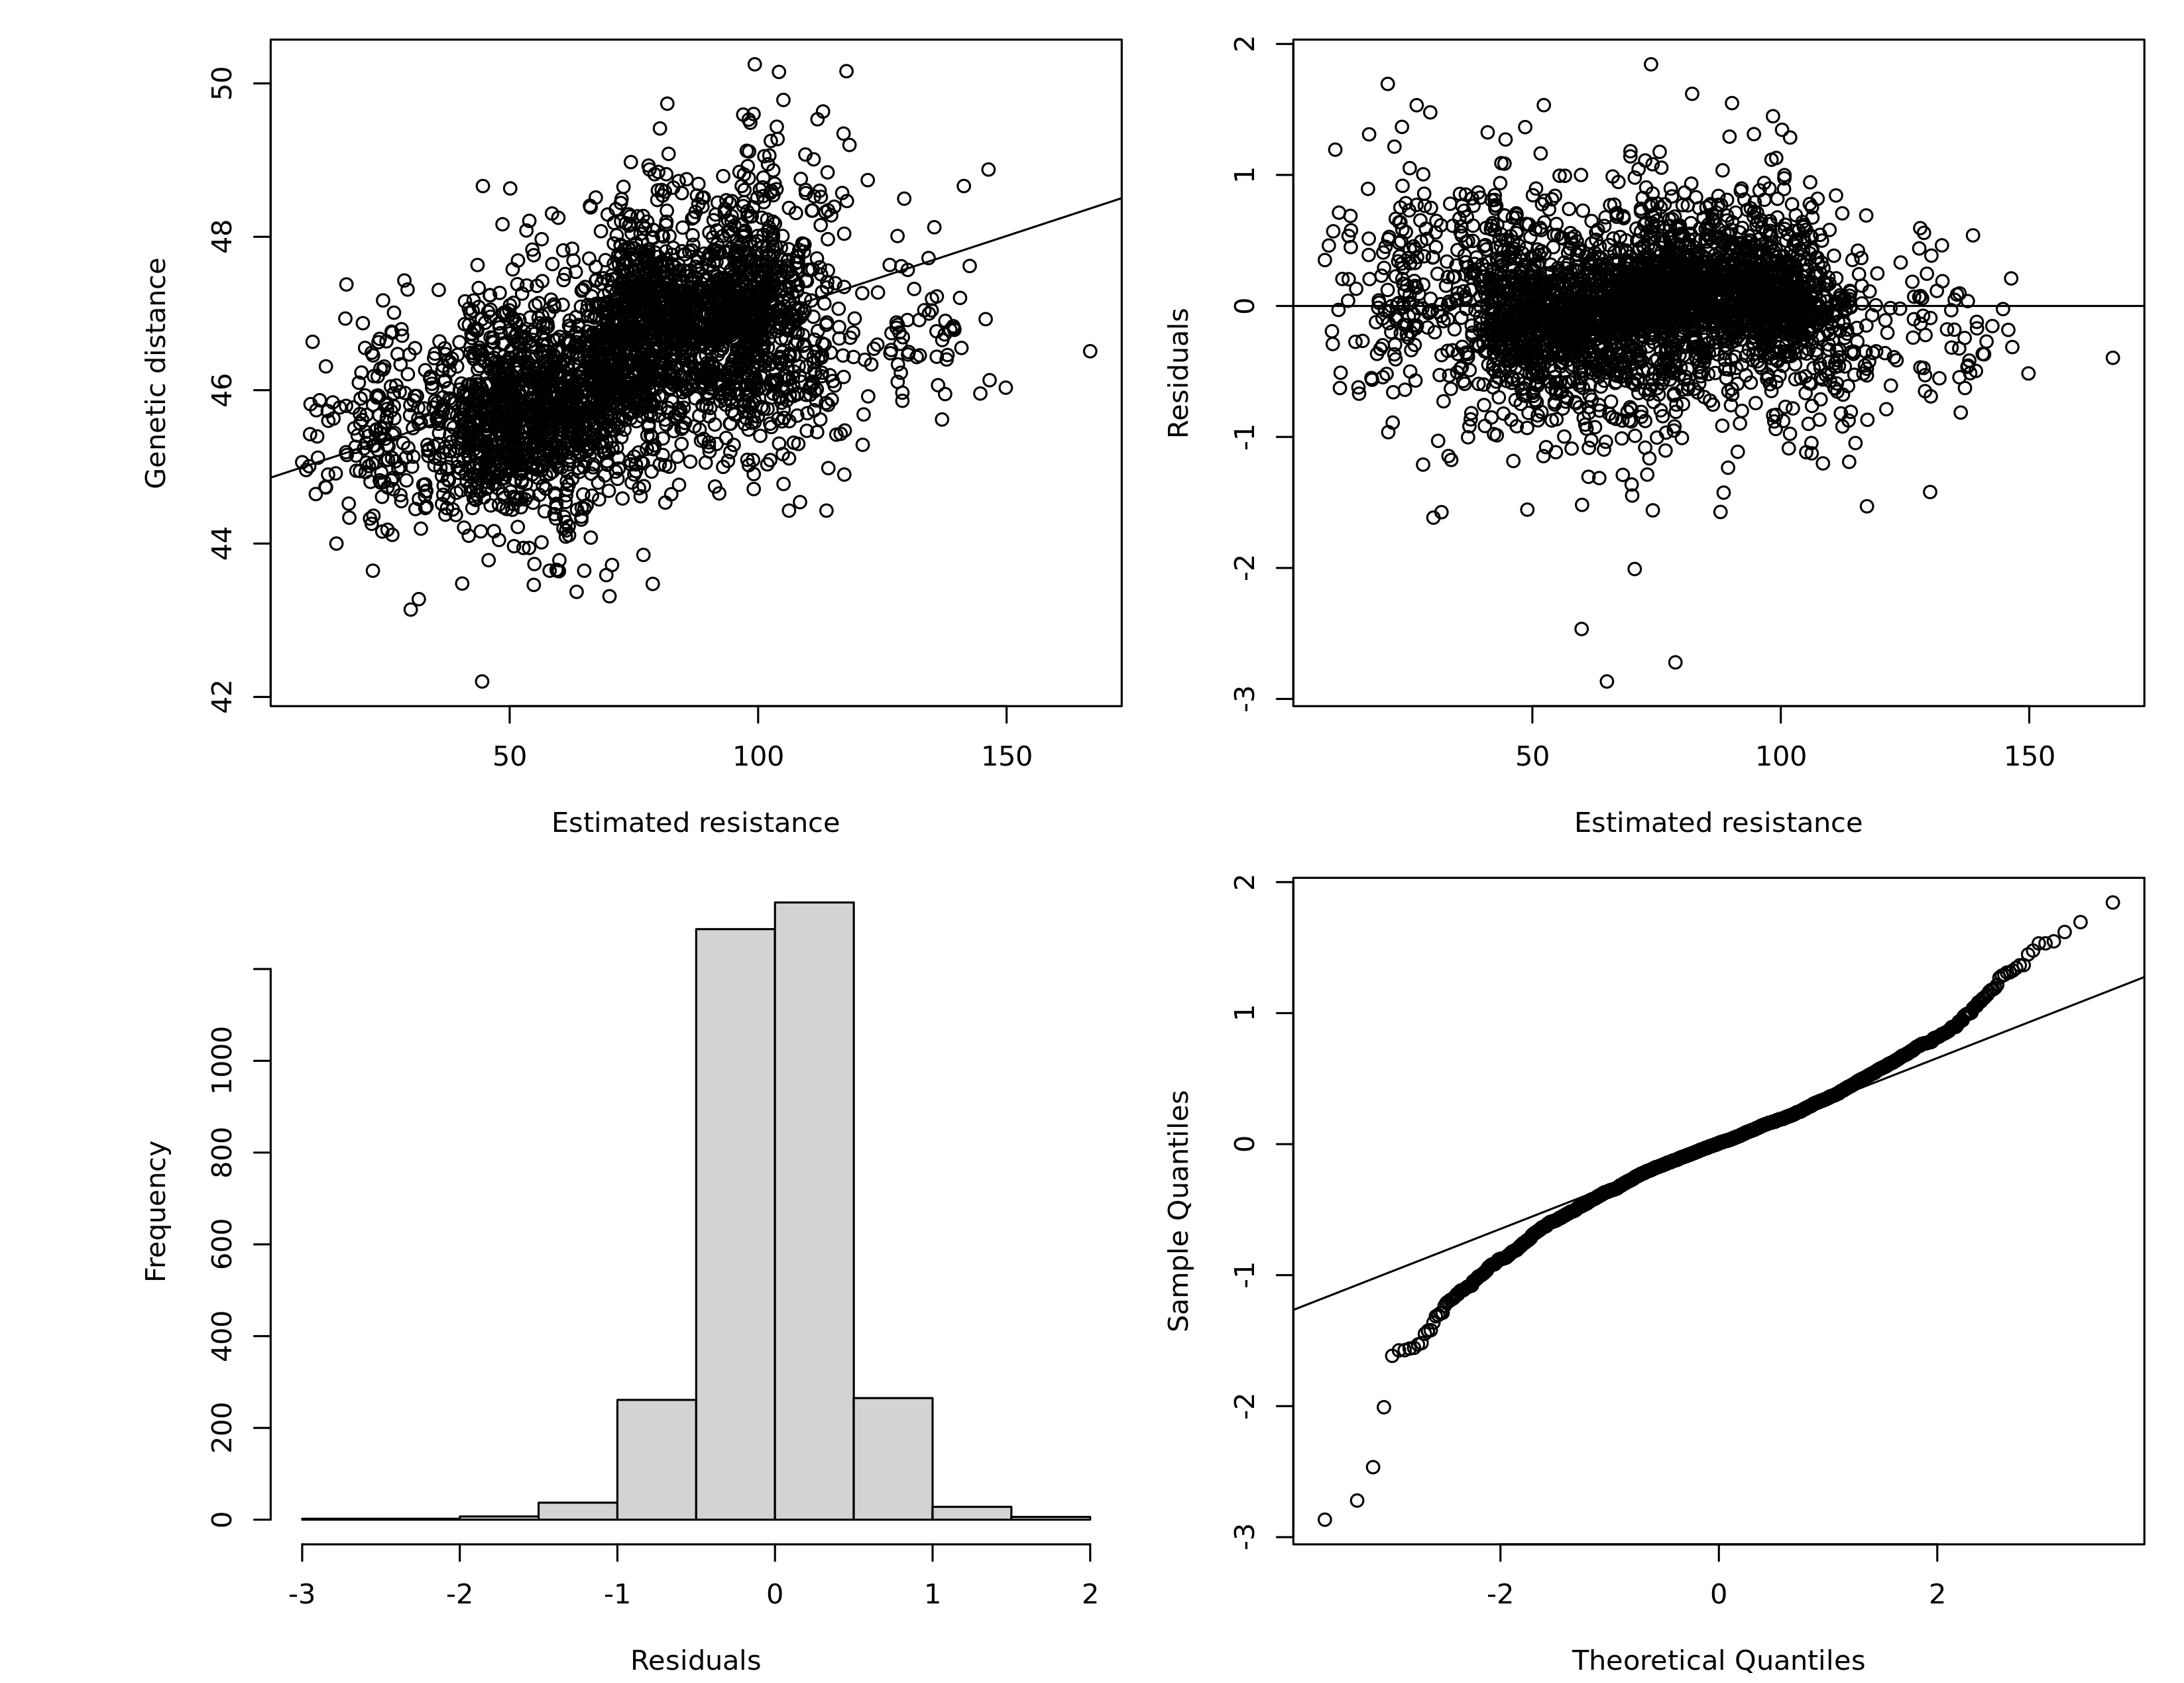 50
48
46
44
42
Genetic distance
50 100 150
Estimated resistance
2
1
0
-1
-2
-3
Residuals
50 100 150
Estimated resistance
1000
800
600
400
200
0
Frequency
-3 -2 -1 0 1 2
Residuals
2
1
0
-1
-2
-3
Sample Quantiles
-2 0 2
Theoretical Quantiles